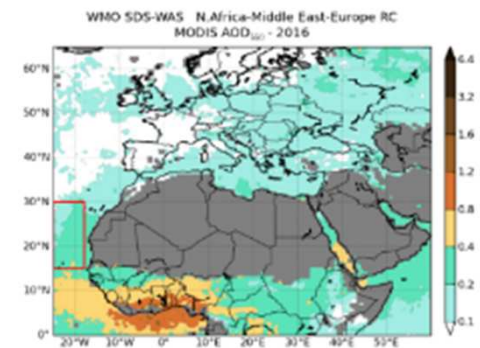 WMO SDS-WAS N.Africa-Middle East-Europe RC
MODIS AOD₅₅₀ - 2016
60°N
50°N
40°N
30°N
20°N
10°N
0°
20°W 10°W 0° 10°E 20°E 30°E 40°E 50°E
6.4
3.2
1.6
1.2
0.8
0.4
0.2
0.1